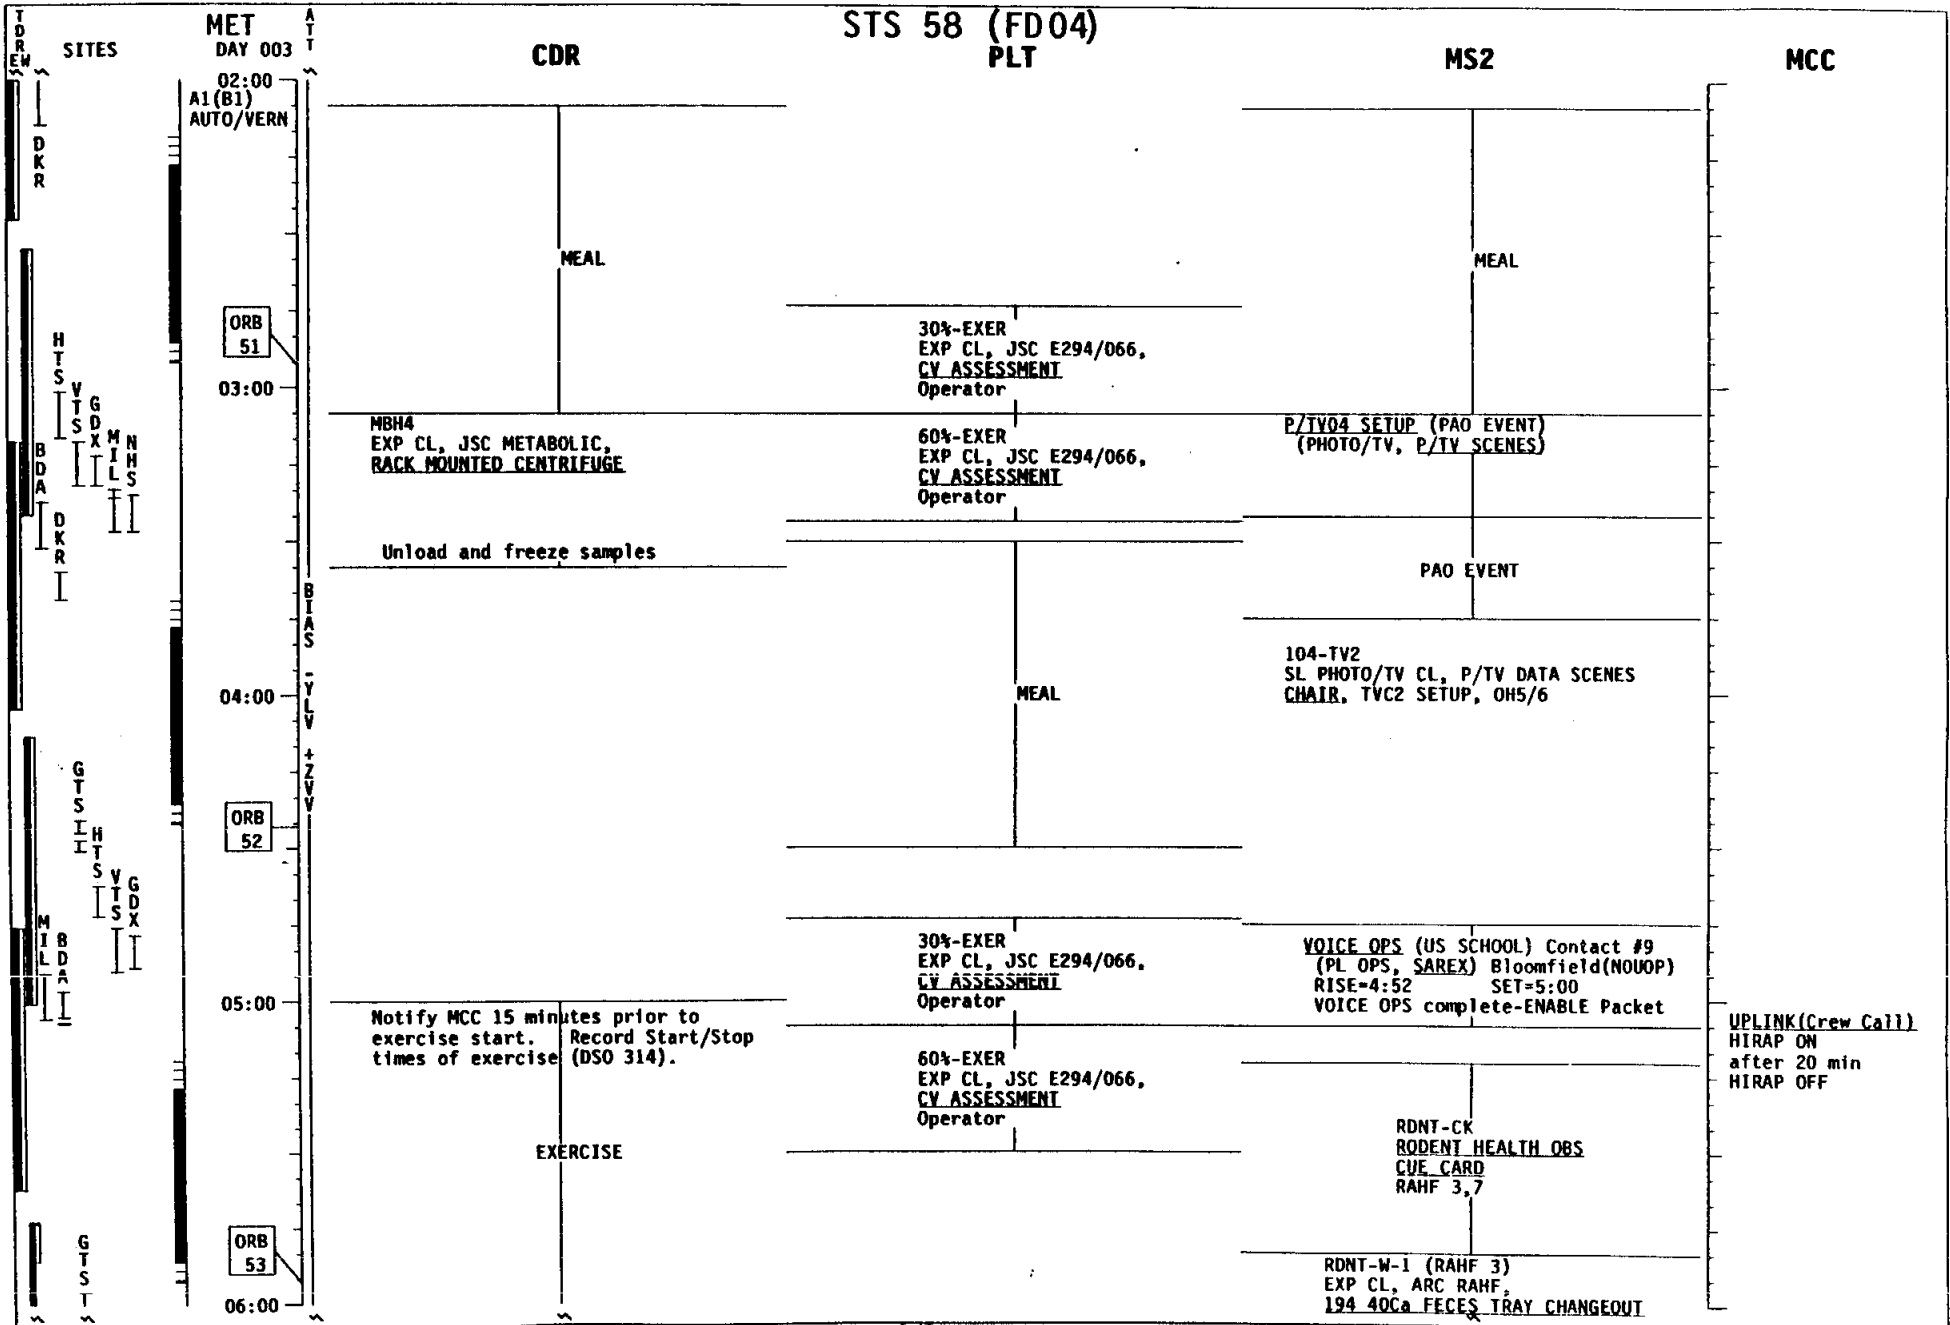 STS 58 (FD04)
TDRS
E W
SITES
MET
DAY 003
ATT
CDR
PLT
MS2
MCC
02:00
A1(B1)
AUTO/VERN
DKR
MEAL
MEAL
ORB
51
30%-EXER
EXP CL, JSC E294/066,
CV ASSESSMENT
Operator
03:00
HTS
VTS
GDX
MIL
NHS
BDA
DKR
MBH4
EXP CL, JSC METABOLIC,
RACK MOUNTED CENTRIFUGE
60%-EXER
EXP CL, JSC E294/066,
CV ASSESSMENT
Operator
P/TV04 SETUP (PAO EVENT)
(PHOTO/TV, P/TV SCENES)
Unload and freeze samples
PAO EVENT
BIAS -YLV +ZVV
104-TV2
SL PHOTO/TV CL, P/TV DATA SCENES
CHAIR, TVC2 SETUP, OH5/6
04:00
MEAL
GTS
HTS
VTS
GDX
MIL
BDA
ORB
52
30%-EXER
EXP CL, JSC E294/066,
CV ASSESSMENT
Operator
VOICE OPS (US SCHOOL) Contact #9
(PL OPS, SAREX) Bloomfield(NOUOP)
RISE=4:52 SET=5:00
VOICE OPS complete-ENABLE Packet
05:00
Notify MCC 15 minutes prior to
exercise start. Record Start/Stop
times of exercise (DSO 314).
UPLINK(Crew Call)
HIRAP ON
after 20 min
HIRAP OFF
60%-EXER
EXP CL, JSC E294/066,
CV ASSESSMENT
Operator
EXERCISE
RDNT-CK
RODENT HEALTH OBS
CUE CARD
RAHF 3,7
ORB
53
GTS
RDNT-W-1 (RAHF 3)
EXP CL, ARC RAHF,
194 40Ca FECES TRAY CHANGEOUT
06:00